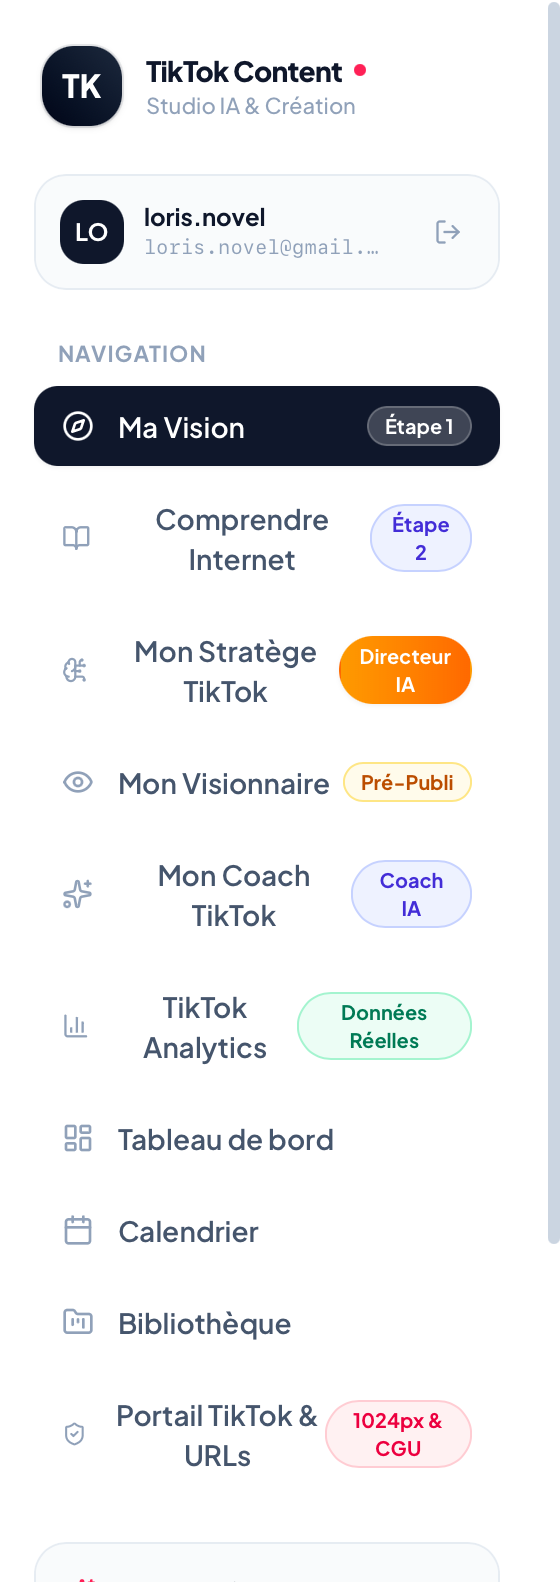 TK
TikTok Content
Studio IA & Création
LO
loris.novel
loris.novel@gmail.…
NAVIGATION
Ma Vision
Étape 1
Comprendre
Internet
Étape
2
Mon Stratège
TikTok
Directeur
IA
Mon Visionnaire
Pré-Publi
Mon Coach
TikTok
Coach
IA
TikTok
Analytics
Données
Réelles
Tableau de bord
Calendrier
Bibliothèque
Portail TikTok &
URLs
1024px &
CGU